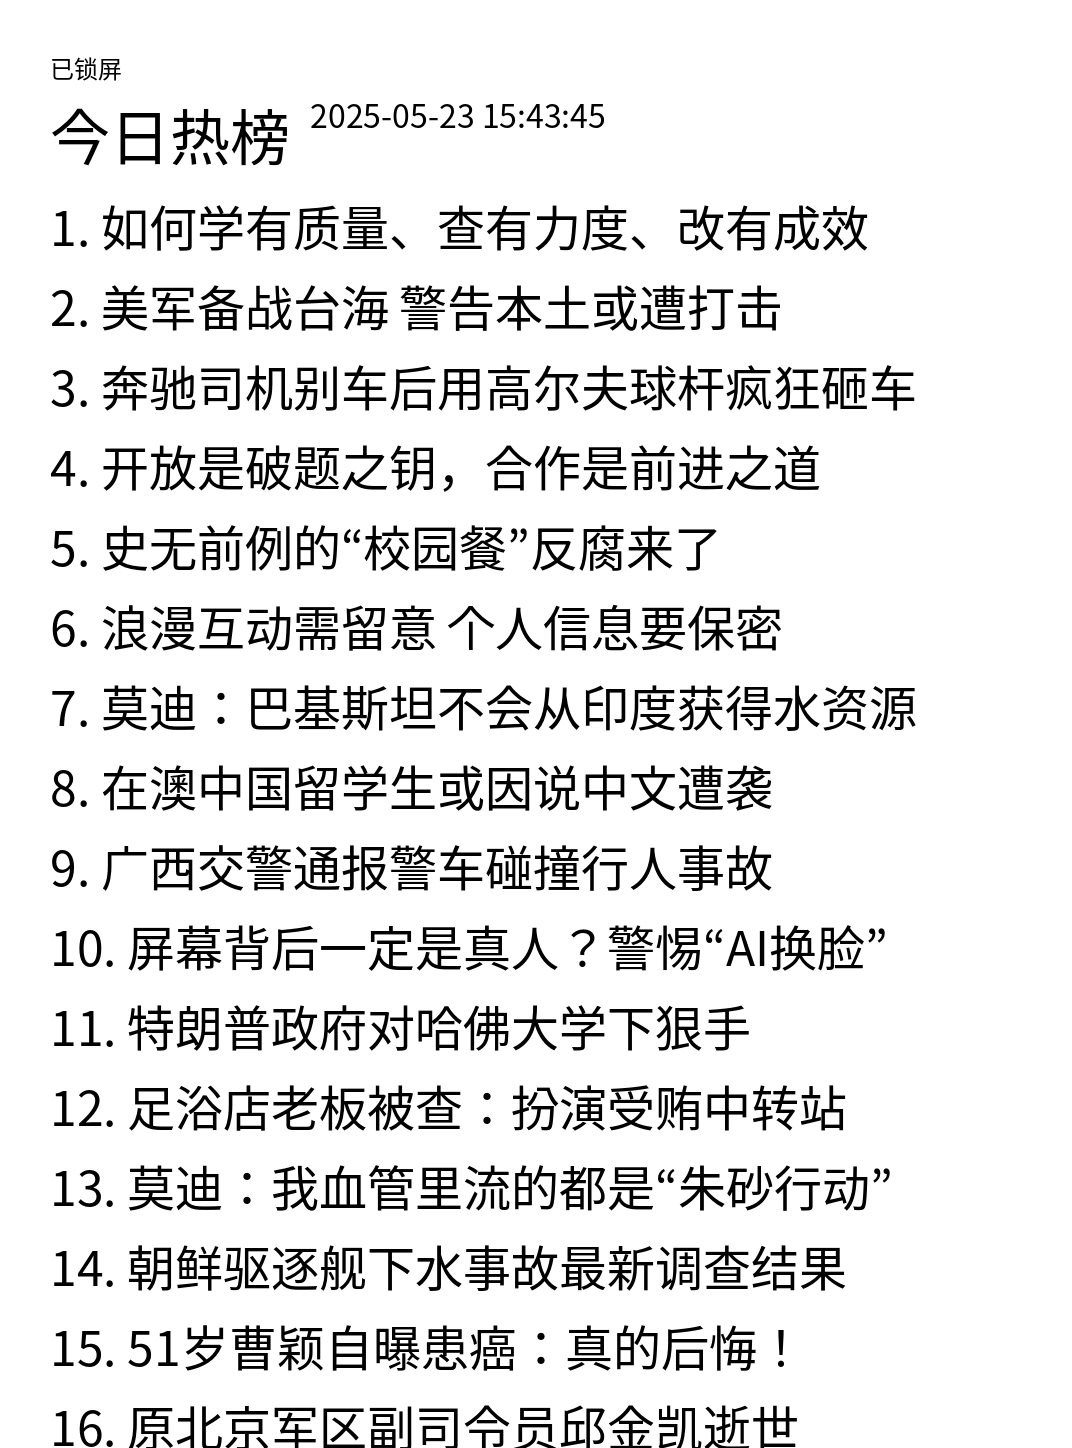 已锁屏
今日热榜 2025-05-23 15:43:45
1. 如何学有质量、查有力度、改有成效
2. 美军备战台海 警告本土或遭打击
3. 奔驰司机别车后用高尔夫球杆疯狂砸车
4. 开放是破题之钥，合作是前进之道
5. 史无前例的“校园餐”反腐来了
6. 浪漫互动需留意 个人信息要保密
7. 莫迪：巴基斯坦不会从印度获得水资源
8. 在澳中国留学生或因说中文遭袭
9. 广西交警通报警车碰撞行人事故
10. 屏幕背后一定是真人？警惕“AI换脸”
11. 特朗普政府对哈佛大学下狠手
12. 足浴店老板被查：扮演受贿中转站
13. 莫迪：我血管里流的都是“朱砂行动”
14. 朝鲜驱逐舰下水事故最新调查结果
15. 51岁曹颖自曝患癌：真的后悔！
16. 原北京军区副司令员邱金凯逝世